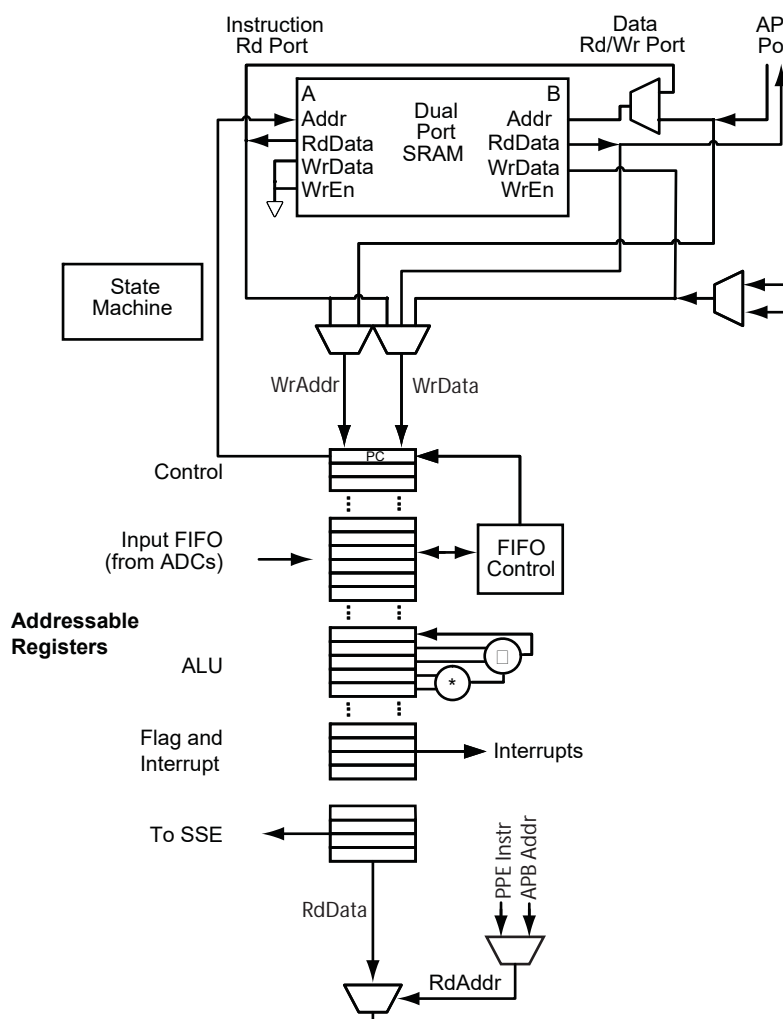 Instruction
Rd Port
Data
Rd/Wr Port
AP
Po
A
B
Addr
RdData
WrData
WrEn
Dual
Port
SRAM
Addr
RdData
WrData
WrEn
State
Machine
WrAddr
WrData
PC
Control
Input FIFO
(from ADCs)
FIFO
Control
Addressable
Registers
ALU
*
Flag and
Interrupt
Interrupts
To SSE
PPE Instr
APB Addr
RdData
RdAddr